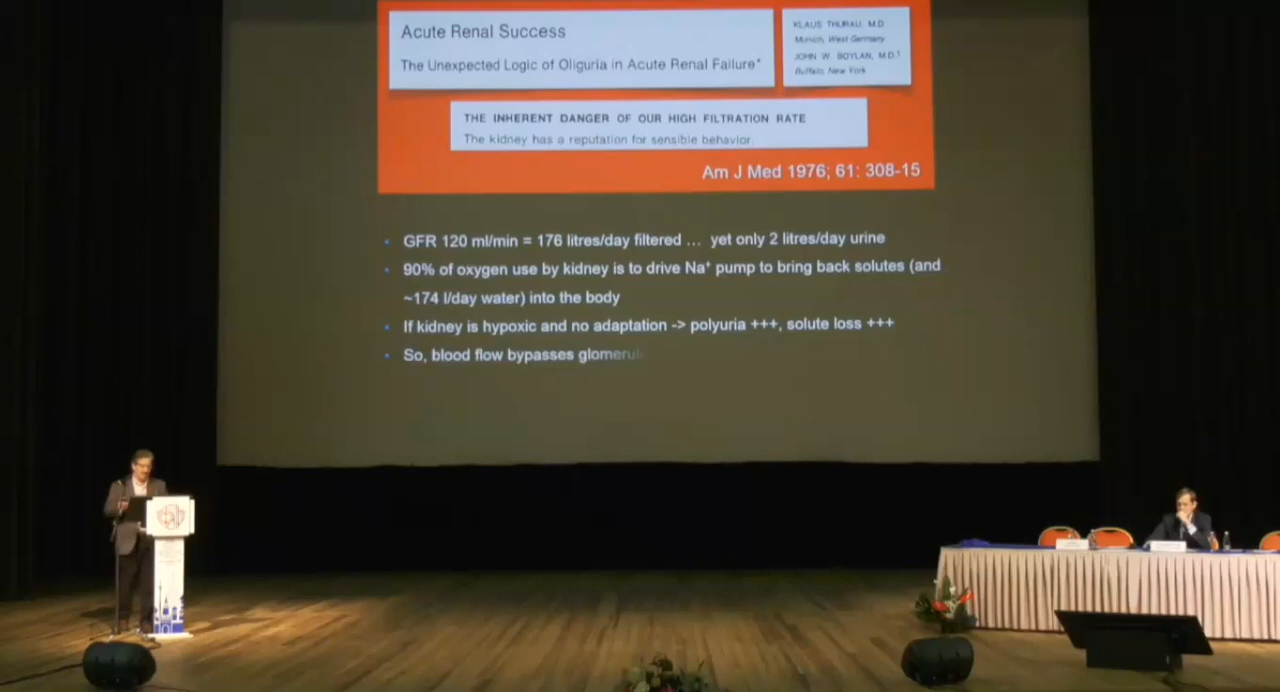 Acute Renal Success
The Unexpected Logic of Oliguria in Acute Renal Failure*
KLAUS THURAU, M.D.
Munich, West Germany
JOHN W. BOYLAN, M.D.†
Buffalo, New York
THE INHERENT DANGER OF OUR HIGH FILTRATION RATE
The kidney has a reputation for sensible behavior.
Am J Med 1976; 61: 308-15
• GFR 120 ml/min = 176 litres/day filtered ... yet only 2 litres/day urine
• 90% of oxygen use by kidney is to drive Na⁺ pump to bring back solutes (and
~174 l/day water) into the body
• If kidney is hypoxic and no adaptation -> polyuria +++, solute loss +++
• So, blood flow bypasses glomeruli